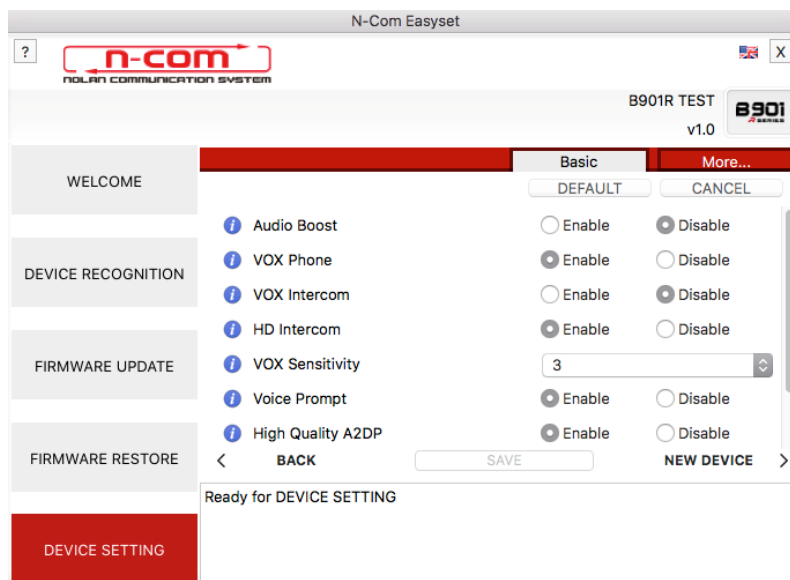 N-Com Easyset
?
n-com
NOLAN COMMUNICATION SYSTEM
X
B901R TEST
v1.0
B901
R SERIES
WELCOME
DEVICE RECOGNITION
FIRMWARE UPDATE
FIRMWARE RESTORE
DEVICE SETTING
Basic More...
DEFAULT CANCEL
i Audio Boost Enable Disable
i VOX Phone Enable Disable
i VOX Intercom Enable Disable
i HD Intercom Enable Disable
i VOX Sensitivity 3
i Voice Prompt Enable Disable
i High Quality A2DP Enable Disable
< BACK SAVE NEW DEVICE >
Ready for DEVICE SETTING